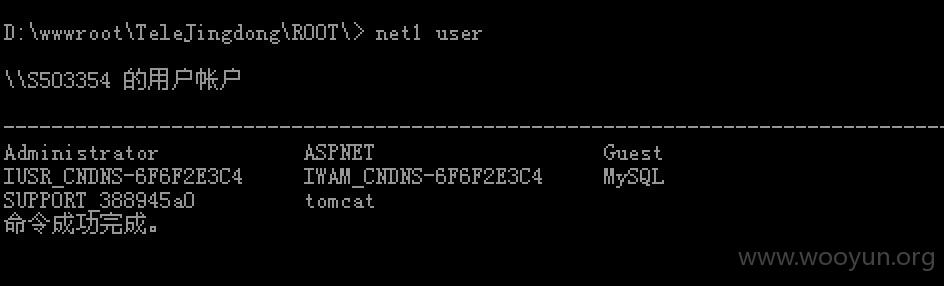 D:\wwwroot\TeleJingdong\ROOT\> net1 user
\\S503354 的用户帐户
-------------------------------------------------------------------------------
Administrator ASPNET Guest
IUSR_CNDNS-6F6F2E3C4 IWAM_CNDNS-6F6F2E3C4 MySQL
SUPPORT_388945a0 tomcat
命令成功完成。
www.wooyun.org